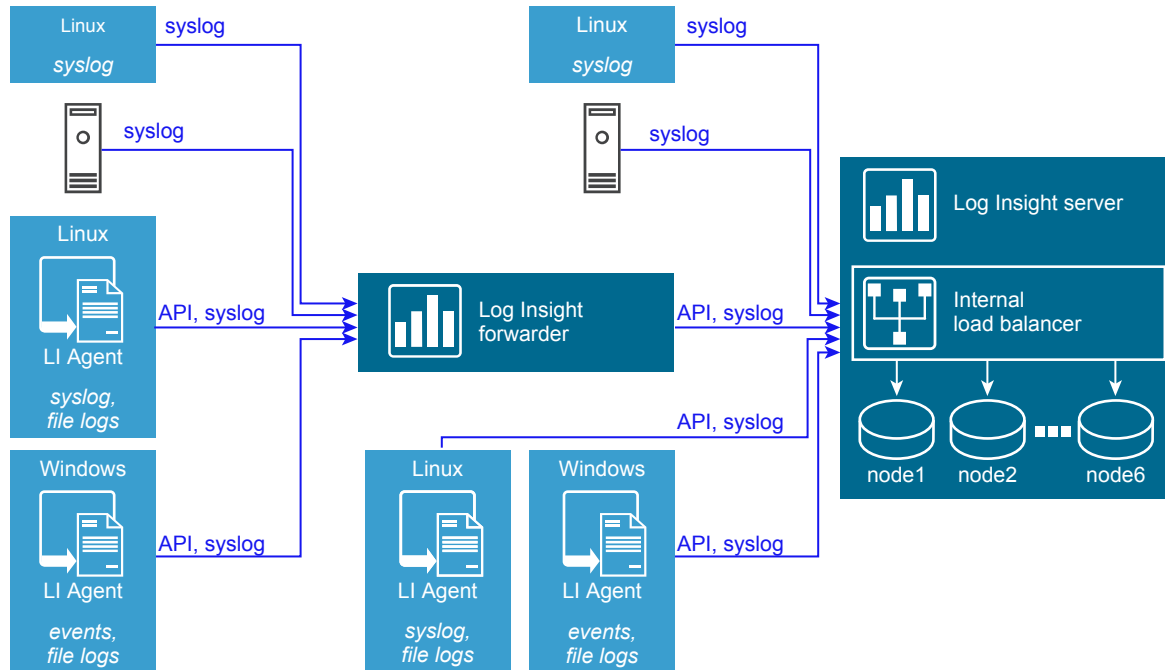 Linux
syslog
syslog
syslog
Linux
LI Agent
syslog,
file logs
API, syslog
Windows
LI Agent
events,
file logs
API, syslog
Log Insight
forwarder
API, syslog
Linux
syslog
syslog
syslog
Linux
LI Agent
syslog,
file logs
API, syslog
Windows
LI Agent
events,
file logs
API, syslog
Log Insight server
Internal
load balancer
node1
node2
node6